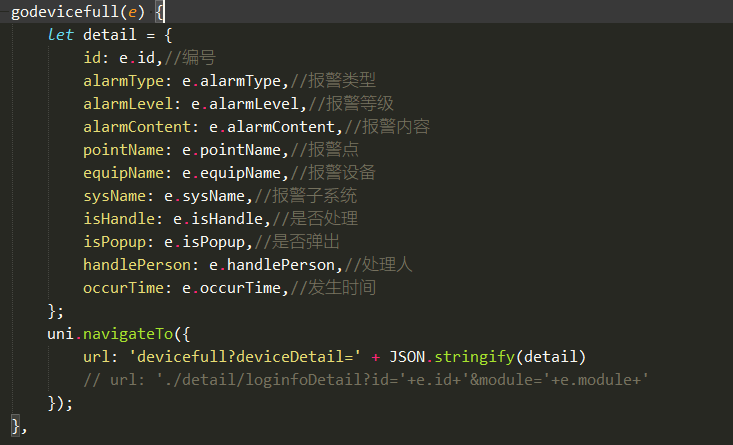 godevicefull(e) {
let detail = {
id: e.id,//编号
alarmType: e.alarmType,//报警类型
alarmLevel: e.alarmLevel,//报警等级
alarmContent: e.alarmContent,//报警内容
pointName: e.pointName,//报警点
equipName: e.equipName,//报警设备
sysName: e.sysName,//报警子系统
isHandle: e.isHandle,//是否处理
isPopup: e.isPopup,//是否弹出
handlePerson: e.handlePerson,//处理人
occurTime: e.occurTime,//发生时间
};
uni.navigateTo({
url: 'devicefull?deviceDetail=' + JSON.stringify(detail)
// url: './detail/loginfoDetail?id='+e.id+'&module='+e.module+'
});
},